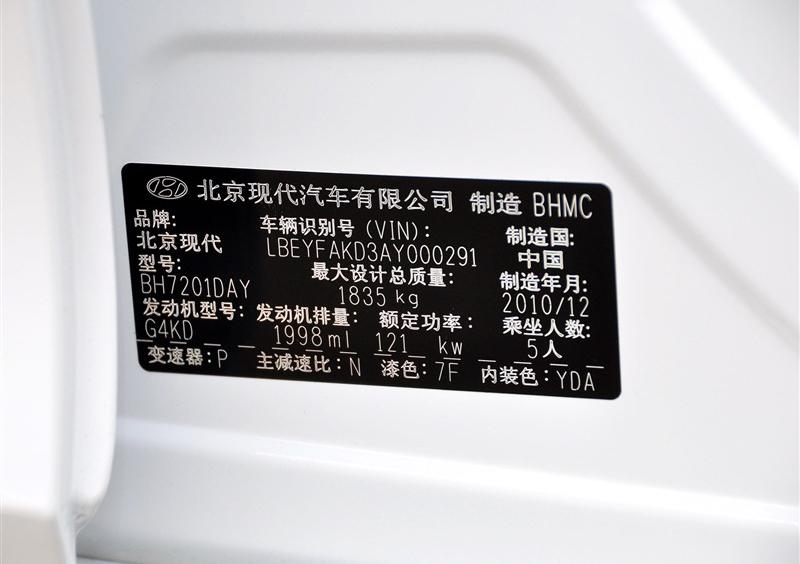 北京现代汽车有限公司 制造 BHMC
品牌: 车辆识别号(VIN): 制造国:
北京现代 LBEYFAKD3AY000291 中国
型号: 最大设计总质量: 制造年月:
BH7201DAY 1835 kg 2010/12
发动机型号: 发动机排量: 额定功率: 乘坐人数:
G4KD 1998ml 121 kw 5人
变速器:P 主减速比:N 漆色:7F 内装色:YDA